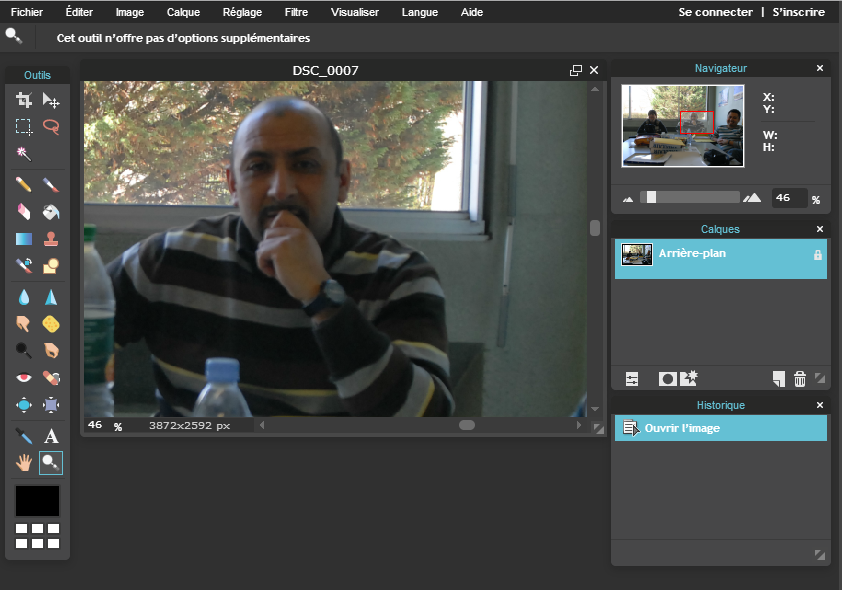 Fichier Éditer Image Calque Réglage Filtre Visualiser Langue Aide Se connecter | S'inscrire
Cet outil n'offre pas d'options supplémentaires
Outils
A
DSC_0007
46 % 3872x2592 px
Navigateur
X:
Y:
W:
H:
46 %
Calques
Arrière-plan
Historique
Ouvrir l'image